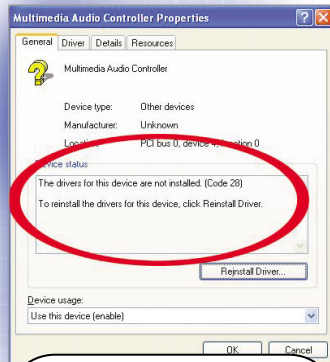 Multimedia Audio Controller Properties
General Driver Details Resources
Multimedia Audio Controller
Device type: Other devices
Manufacturer: Unknown
Location: PCI bus 0, device 4, function 0
Device status
The drivers for this device are not installed. (Code 28)
To reinstall the drivers for this device, click Reinstall Driver.
Reinstall Driver...
Device usage:
Use this device (enable)
OK Cancel